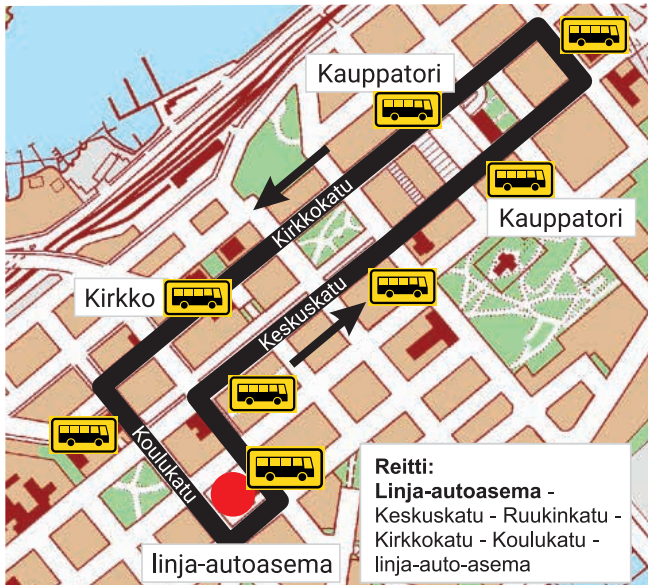 Kauppatori
Kirkkokatu
Kauppatori
Kirkko
Keskuskatu
Koulukatu
linja-autoasema
Reitti:
Linja-autoasema -
Keskuskatu - Ruukinkatu -
Kirkkokatu - Koulukatu -
linja-auto-asema